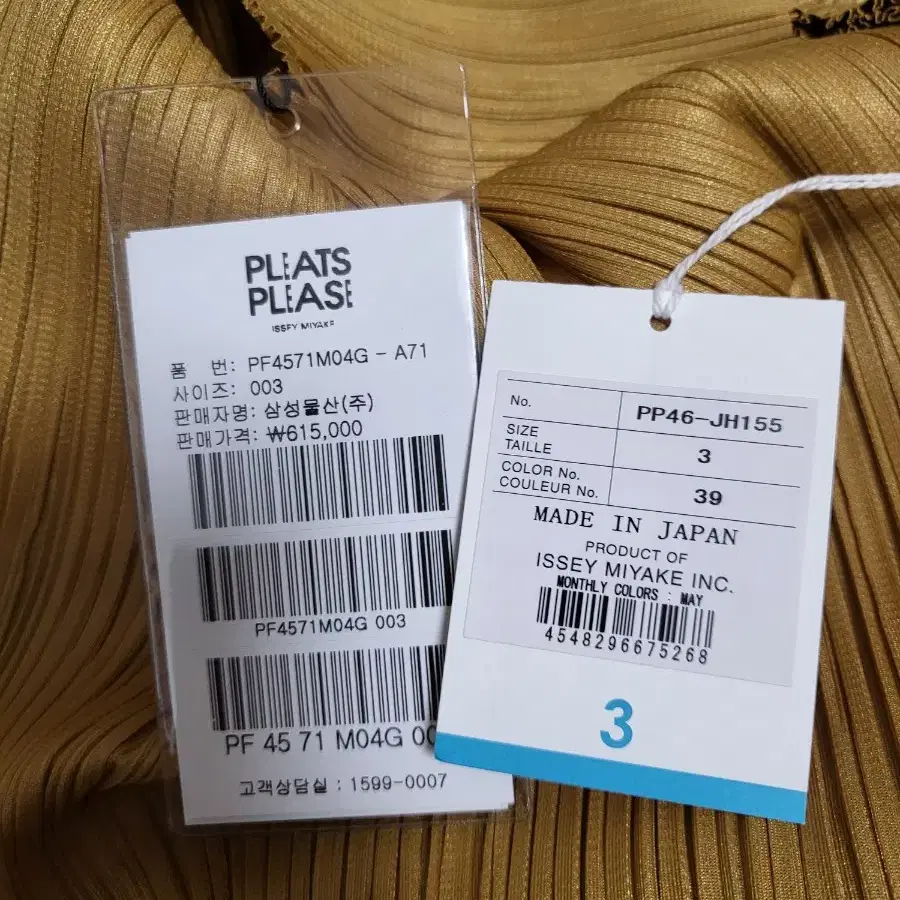 PLEATS
PLEASE
ISSEY MIYAKE
품 번: PF4571M04G - A71
사이즈: 003
판매자명: 삼성물산(주)
판매가격: ₩615,000
PF4571M04G 003
PF 45 71 M04G 00
고객상담실 : 1599-0007
No. PP46-JH155
SIZE
TAILLE 3
COLOR No.
COULEUR No. 39
MADE IN JAPAN
PRODUCT OF
ISSEY MIYAKE INC.
MONTHLY COLORS : MAY
4548296675268
3